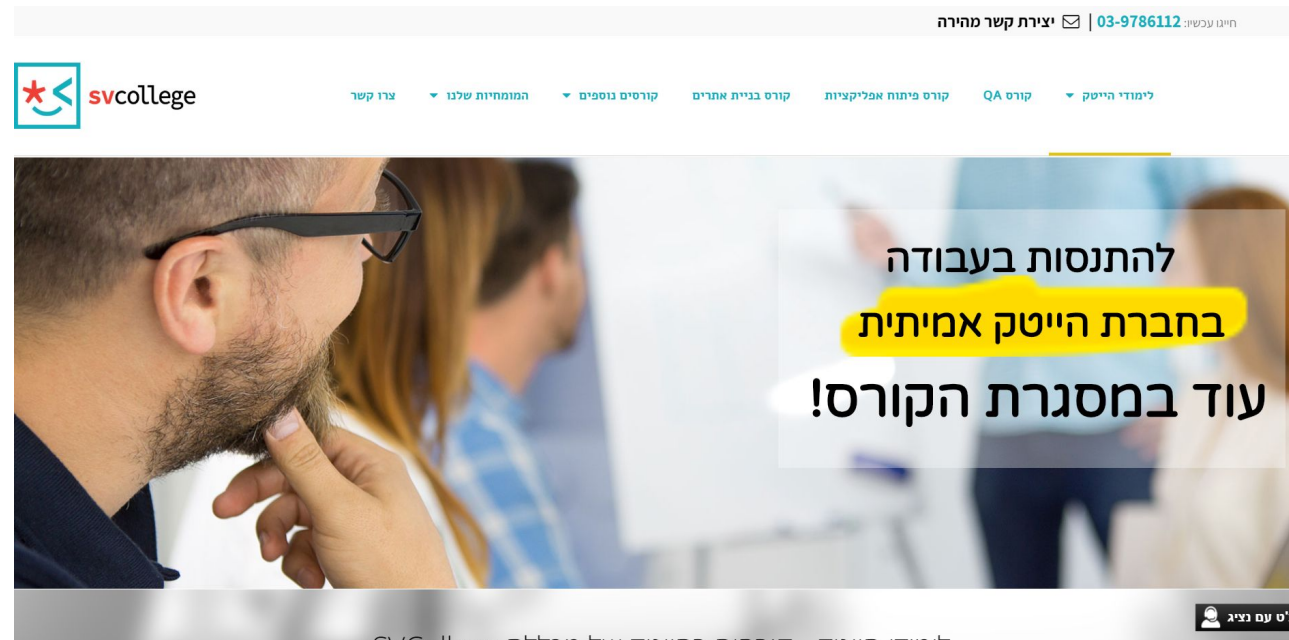 חייגו עכשיו: 03-9786112 | יצירת קשר מהירה
svcollege
לימודי הייטק קורס QA קורס פיתוח אפליקציות קורס בניית אתרים קורסים נוספים המומחיות שלנו צרו קשר
להתנסות בעבודה
בחברת הייטק אמיתית
עוד במסגרת הקורס!
עם נציג